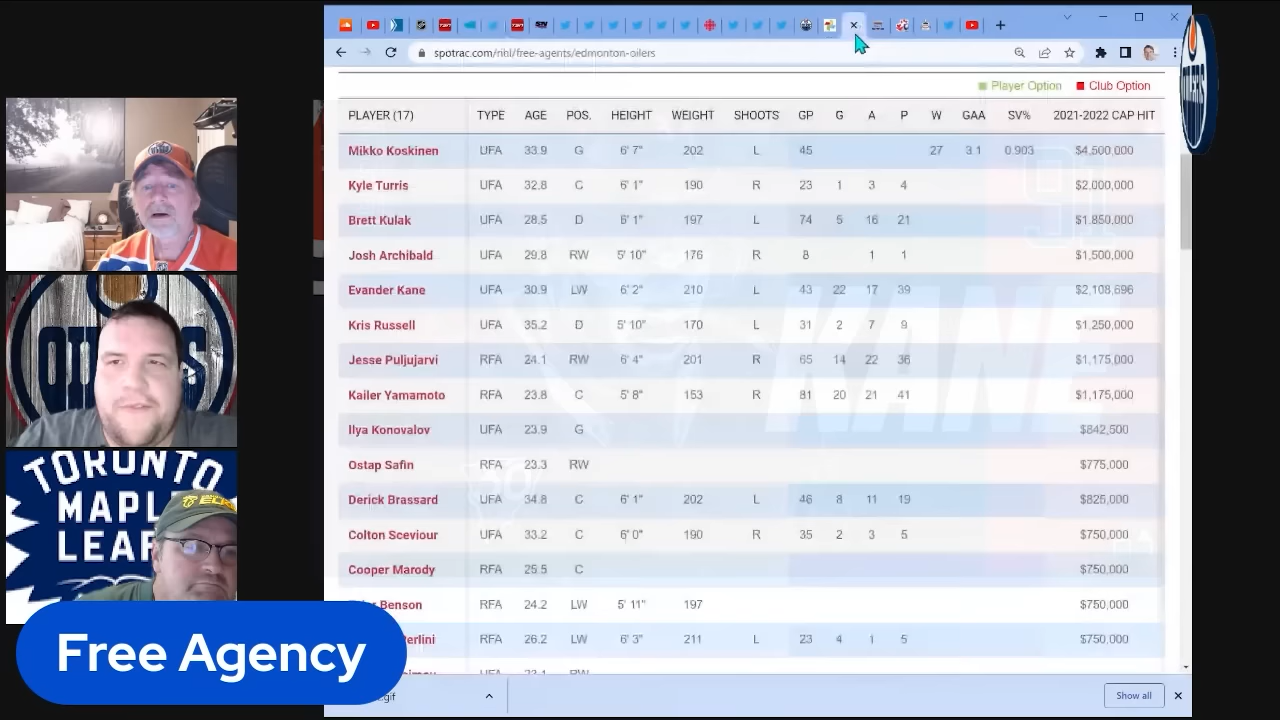 spotrac.com/nhl/free-agents/edmonton-oilers
Player Option Club Option
PLAYER (17) TYPE AGE POS. HEIGHT WEIGHT SHOOTS GP G A P W GAA SV% 2021-2022 CAP HIT
Mikko Koskinen UFA 33.9 G 6' 7" 202 L 45 27 3.1 0.903 $4,500,000
Kyle Turris UFA 32.8 C 6' 1" 190 R 23 1 3 4 $2,000,000
Brett Kulak UFA 28.5 D 6' 1" 197 L 74 5 16 21 $1,850,000
Josh Archibald UFA 29.8 RW 5' 10" 176 R 8 1 1 $1,500,000
Evander Kane UFA 30.9 LW 6' 2" 210 L 43 22 17 39 $2,108,696
Kris Russell UFA 35.2 D 5' 10" 170 L 31 2 7 9 $1,250,000
Jesse Puljujarvi RFA 24.1 RW 6' 4" 201 R 65 14 22 36 $1,175,000
Kailer Yamamoto RFA 23.8 C 5' 8" 153 R 81 20 21 41 $1,175,000
Ilya Konovalov UFA 23.9 G $842,500
Ostap Safin RFA 23.3 RW $775,000
Derick Brassard UFA 34.8 C 6' 1" 202 L 46 8 11 19 $825,000
Colton Sceviour UFA 33.2 C 6' 0" 190 R 35 2 3 5 $750,000
Cooper Marody RFA 25.5 C $750,000
Benson RFA 24.2 LW 5' 11" 197 $750,000
Perlini RFA 26.2 LW 6' 3" 211 L 23 4 1 5 $750,000
KANE
OILERS
OILERS
TORONTO
MAPLE
LEAF
Free Agency
gif
Show all